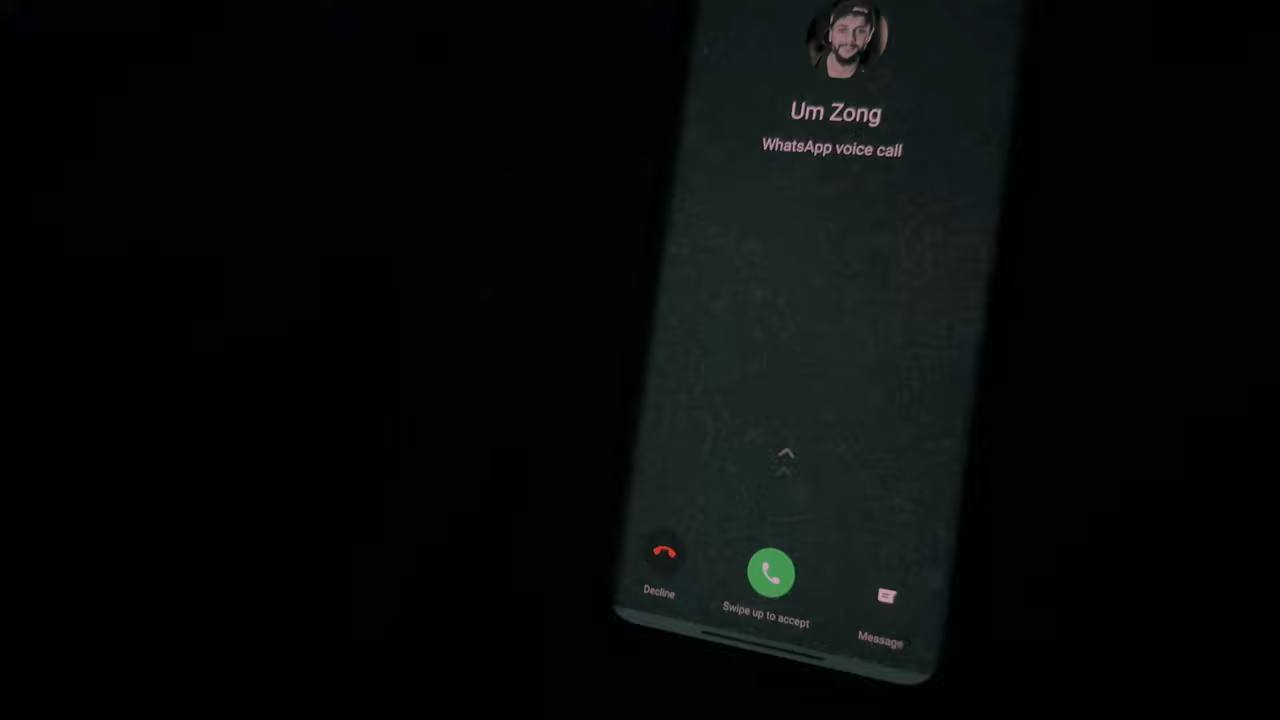 Um Zong
WhatsApp voice call
Decline
Swipe up to accept
Message